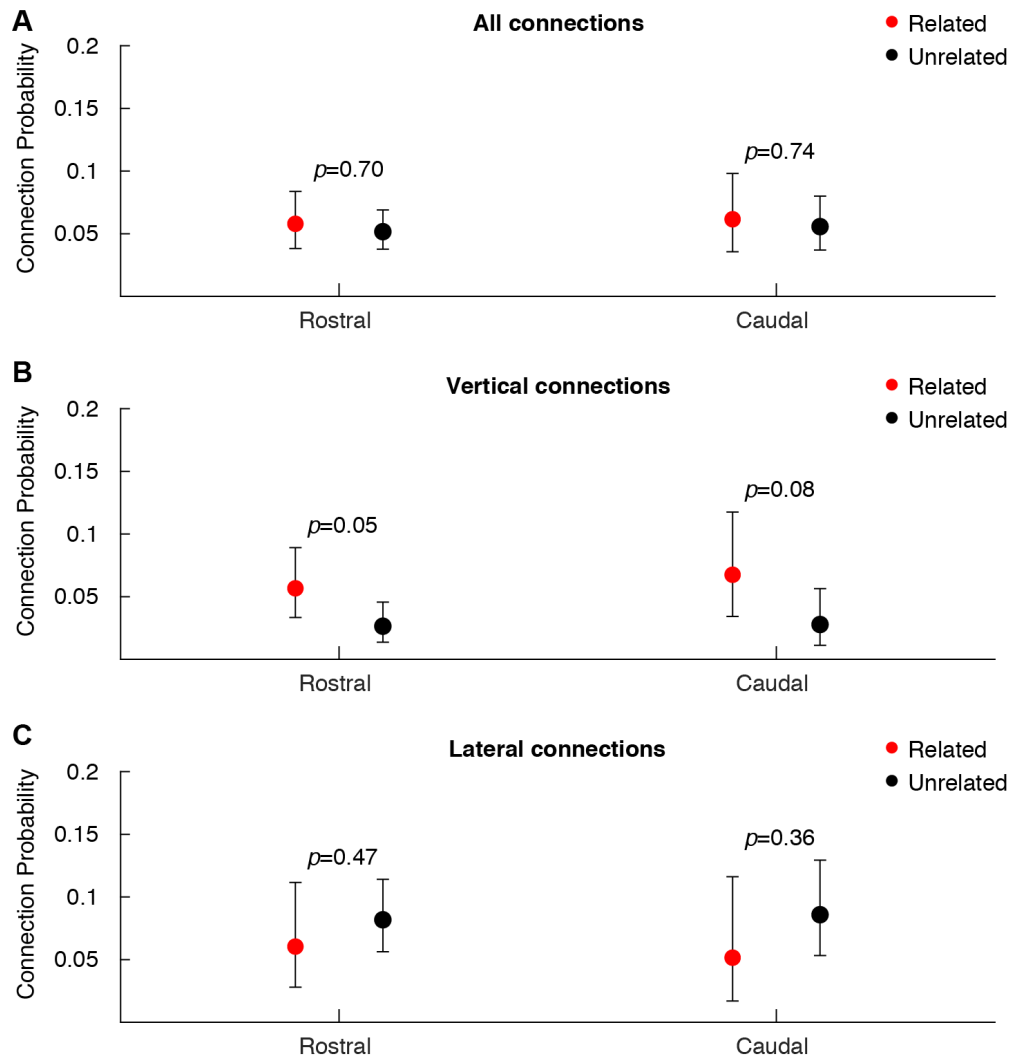 A
All connections
Related
Unrelated
Connection Probability
0.2
0.15
0.1
0.05
p=0.70
p=0.74
Rostral
Caudal
B
Vertical connections
Related
Unrelated
Connection Probability
0.2
0.15
0.1
0.05
p=0.05
p=0.08
Rostral
Caudal
C
Lateral connections
Related
Unrelated
Connection Probability
0.2
0.15
0.1
0.05
p=0.47
p=0.36
Rostral
Caudal